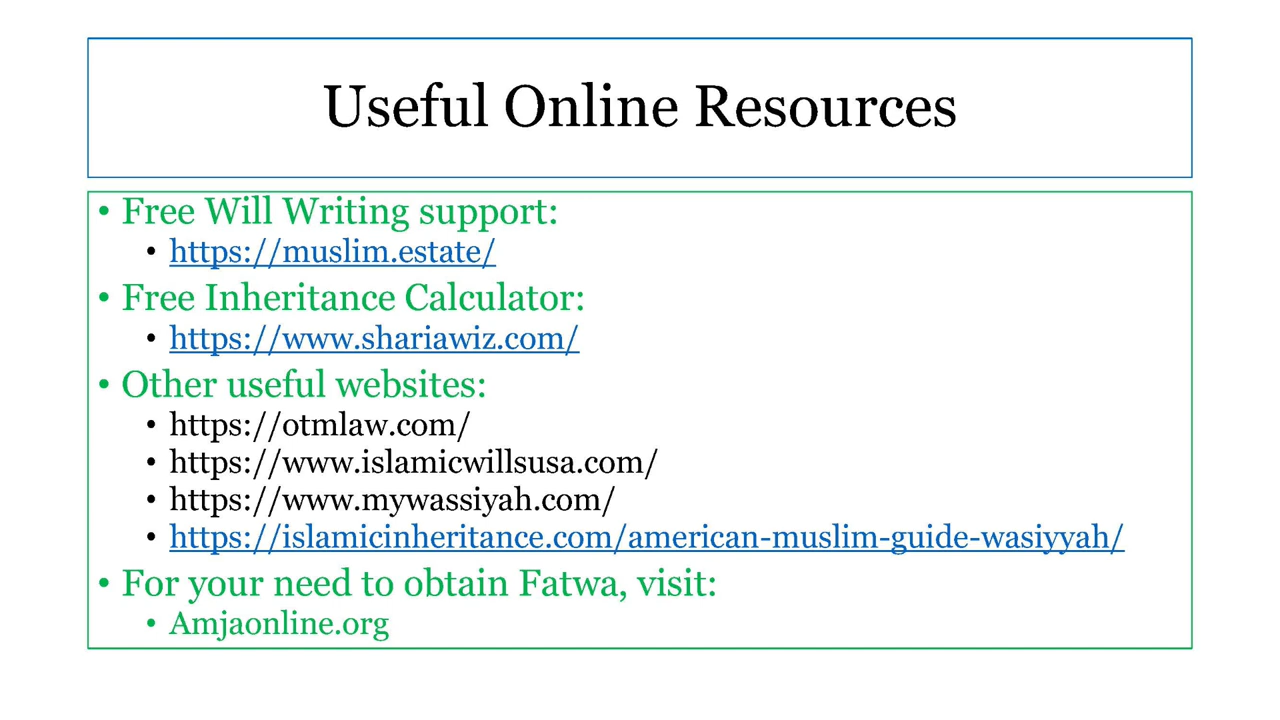 Useful Online Resources
• Free Will Writing support:
• https://muslim.estate/
• Free Inheritance Calculator:
• https://www.shariawiz.com/
• Other useful websites:
• https://otmlaw.com/
• https://www.islamicwillsusa.com/
• https://www.mywassiyah.com/
• https://islamicinheritance.com/american-muslim-guide-wasiyyah/
• For your need to obtain Fatwa, visit:
• Amjaonline.org